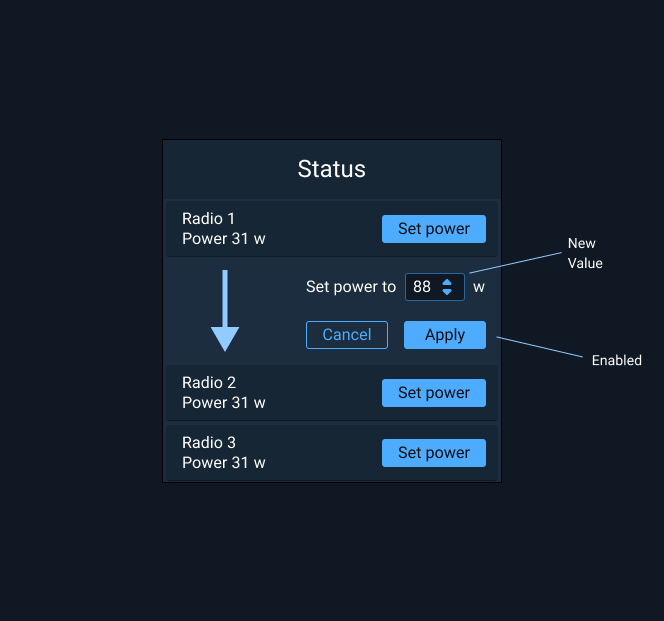 Status
Radio 1
Power 31 w
Set power
New
Value
Set power to 88 w
Cancel Apply
Enabled
Radio 2
Power 31 w
Set power
Radio 3
Power 31 w
Set power